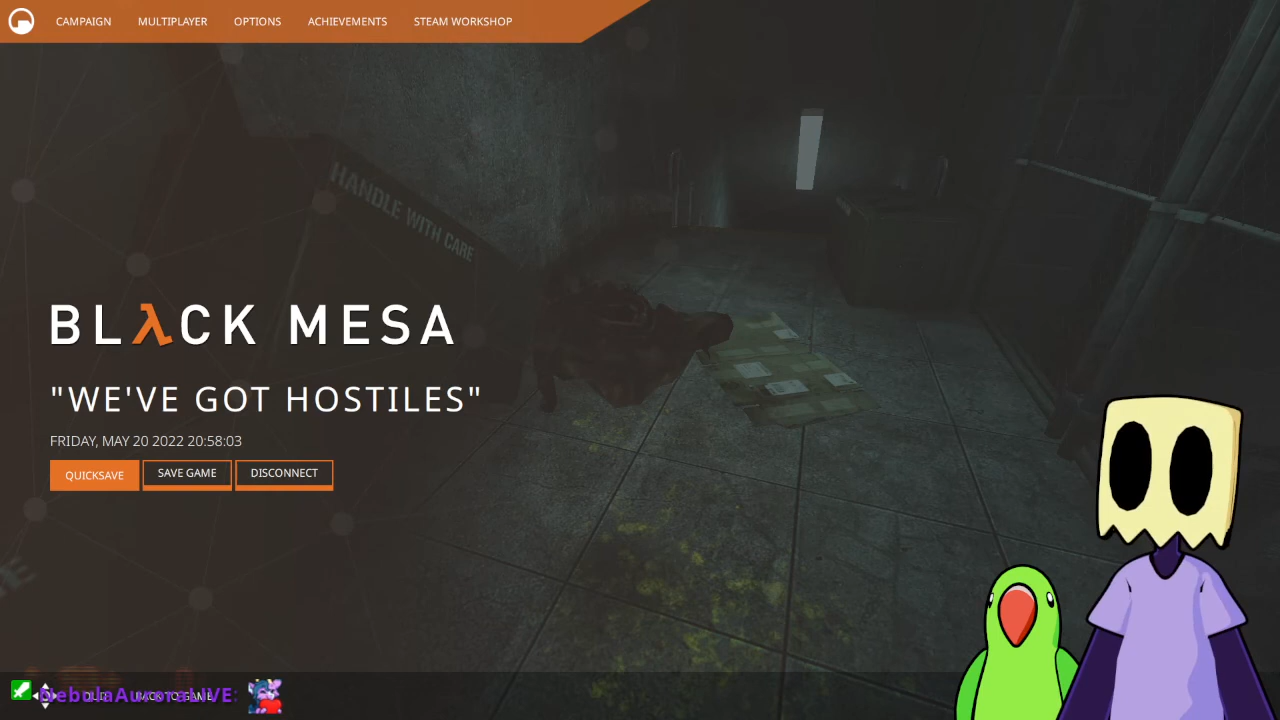 CAMPAIGN MULTIPLAYER OPTIONS ACHIEVEMENTS STEAM WORKSHOP
HANDLE WITH CARE
BLλCK MESA
"WE'VE GOT HOSTILES"
FRIDAY, MAY 20 2022 20:58:03
QUICKSAVE SAVE GAME DISCONNECT
NebulaAuroraLIVE: